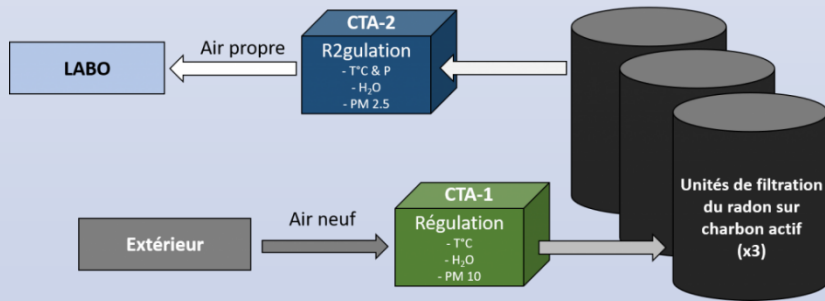 CTA-2
R2gulation
- T°C & P
- H₂O
- PM 2.5
Air propre
LABO
Extérieur
Air neuf
CTA-1
Régulation
- T°C
- H₂O
- PM 10
Unités de filtration
du radon sur
charbon actif
(x3)